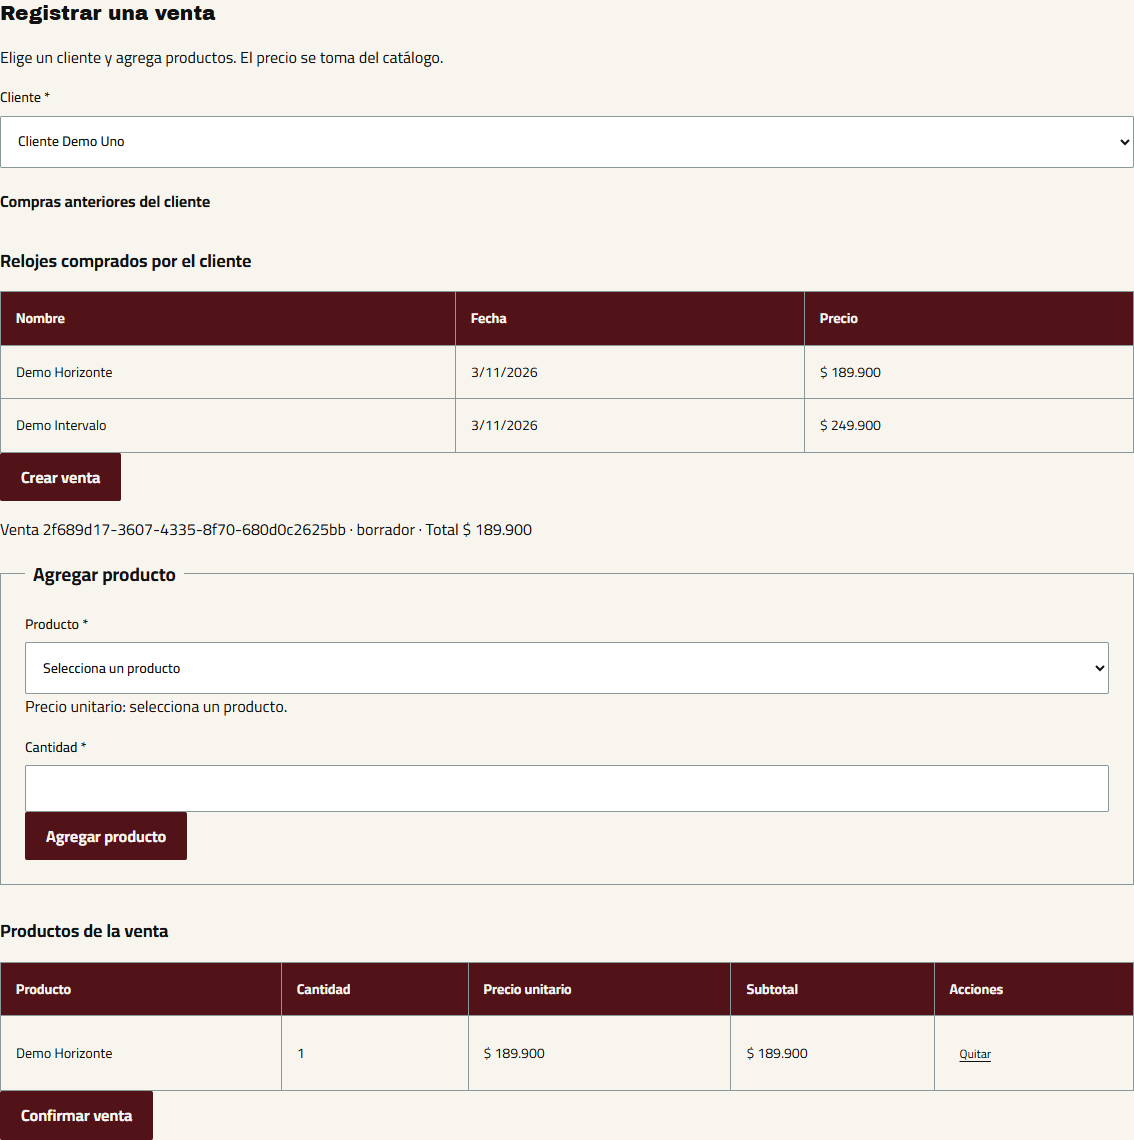 Registrar una venta
Elige un cliente y agrega productos. El precio se toma del catálogo.
Cliente *
Cliente Demo Uno
Compras anteriores del cliente
Relojes comprados por el cliente
Nombre Fecha Precio
Demo Horizonte 3/11/2026 $ 189.900
Demo Intervalo 3/11/2026 $ 249.900
Crear venta
Venta 2f689d17-3607-4335-8f70-680d0c2625bb · borrador · Total $ 189.900
Agregar producto
Producto *
Selecciona un producto
Precio unitario: selecciona un producto.
Cantidad *
Agregar producto
Productos de la venta
Producto Cantidad Precio unitario Subtotal Acciones
Demo Horizonte 1 $ 189.900 $ 189.900 Quitar
Confirmar venta